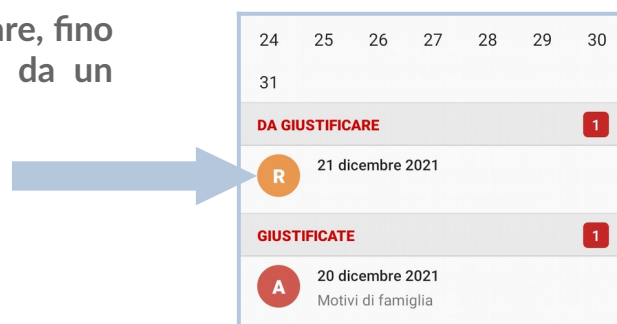 fino
da un
24 25 26 27 28 29 30
31
DA GIUSTIFICARE 1
R 21 dicembre 2021
GIUSTIFICATE 1
A 20 dicembre 2021
Motivi di famiglia